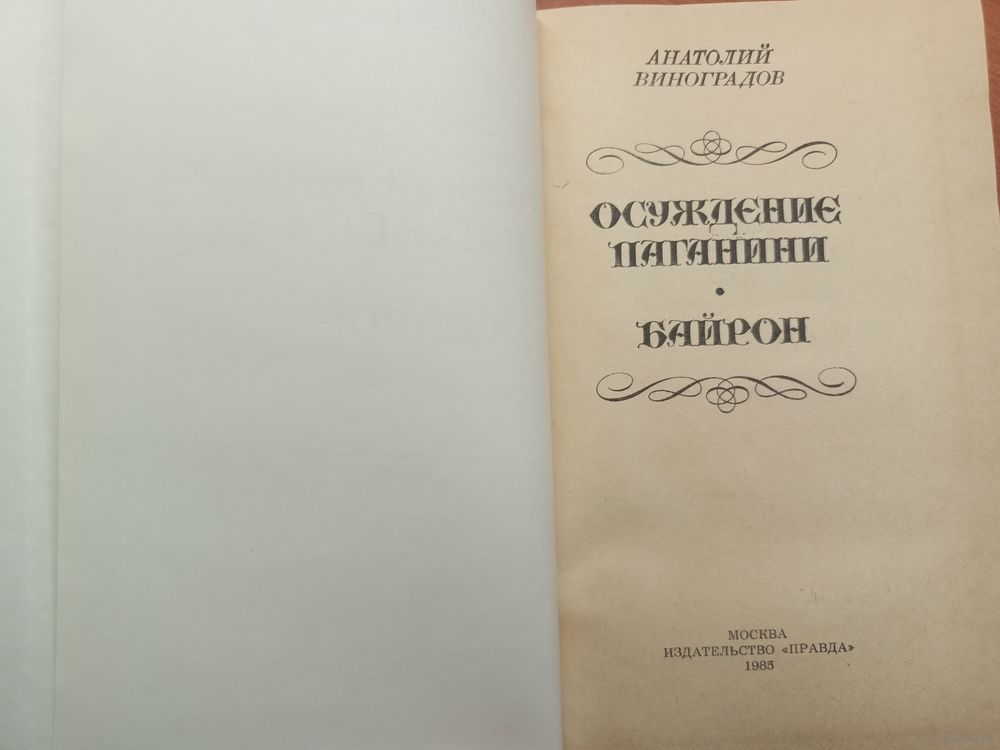 АНАТОЛИЙ
ВИНОГРАДОВ
ОСУЖДЕНИЕ
ПАГАНИНИ
•
БАЙРОН
МОСКВА
ИЗДАТЕЛЬСТВО «ПРАВДА»
1985